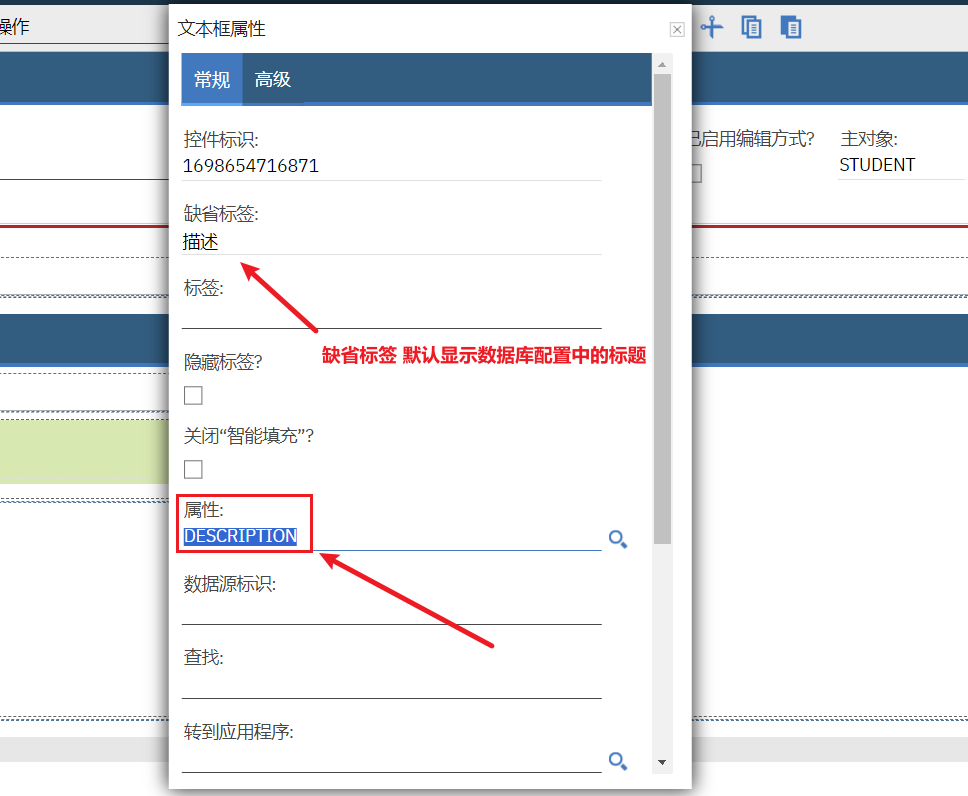 操作
文本框属性
常规 高级
控件标识:
1698654716871
已启用编辑方式? 主对象:
STUDENT
缺省标签:
描述
标签:
缺省标签 默认显示数据库配置中的标题
隐藏标签?
关闭“智能填充”?
属性:
DESCRIPTION
数据源标识:
查找:
转到应用程序: